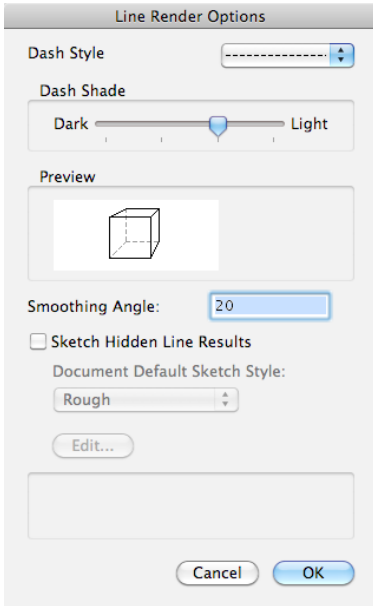 Line Render Options
Dash Style
Dash Shade
Dark Light
Preview
Smoothing Angle: 20
Sketch Hidden Line Results
Document Default Sketch Style:
Rough
Edit...
Cancel OK